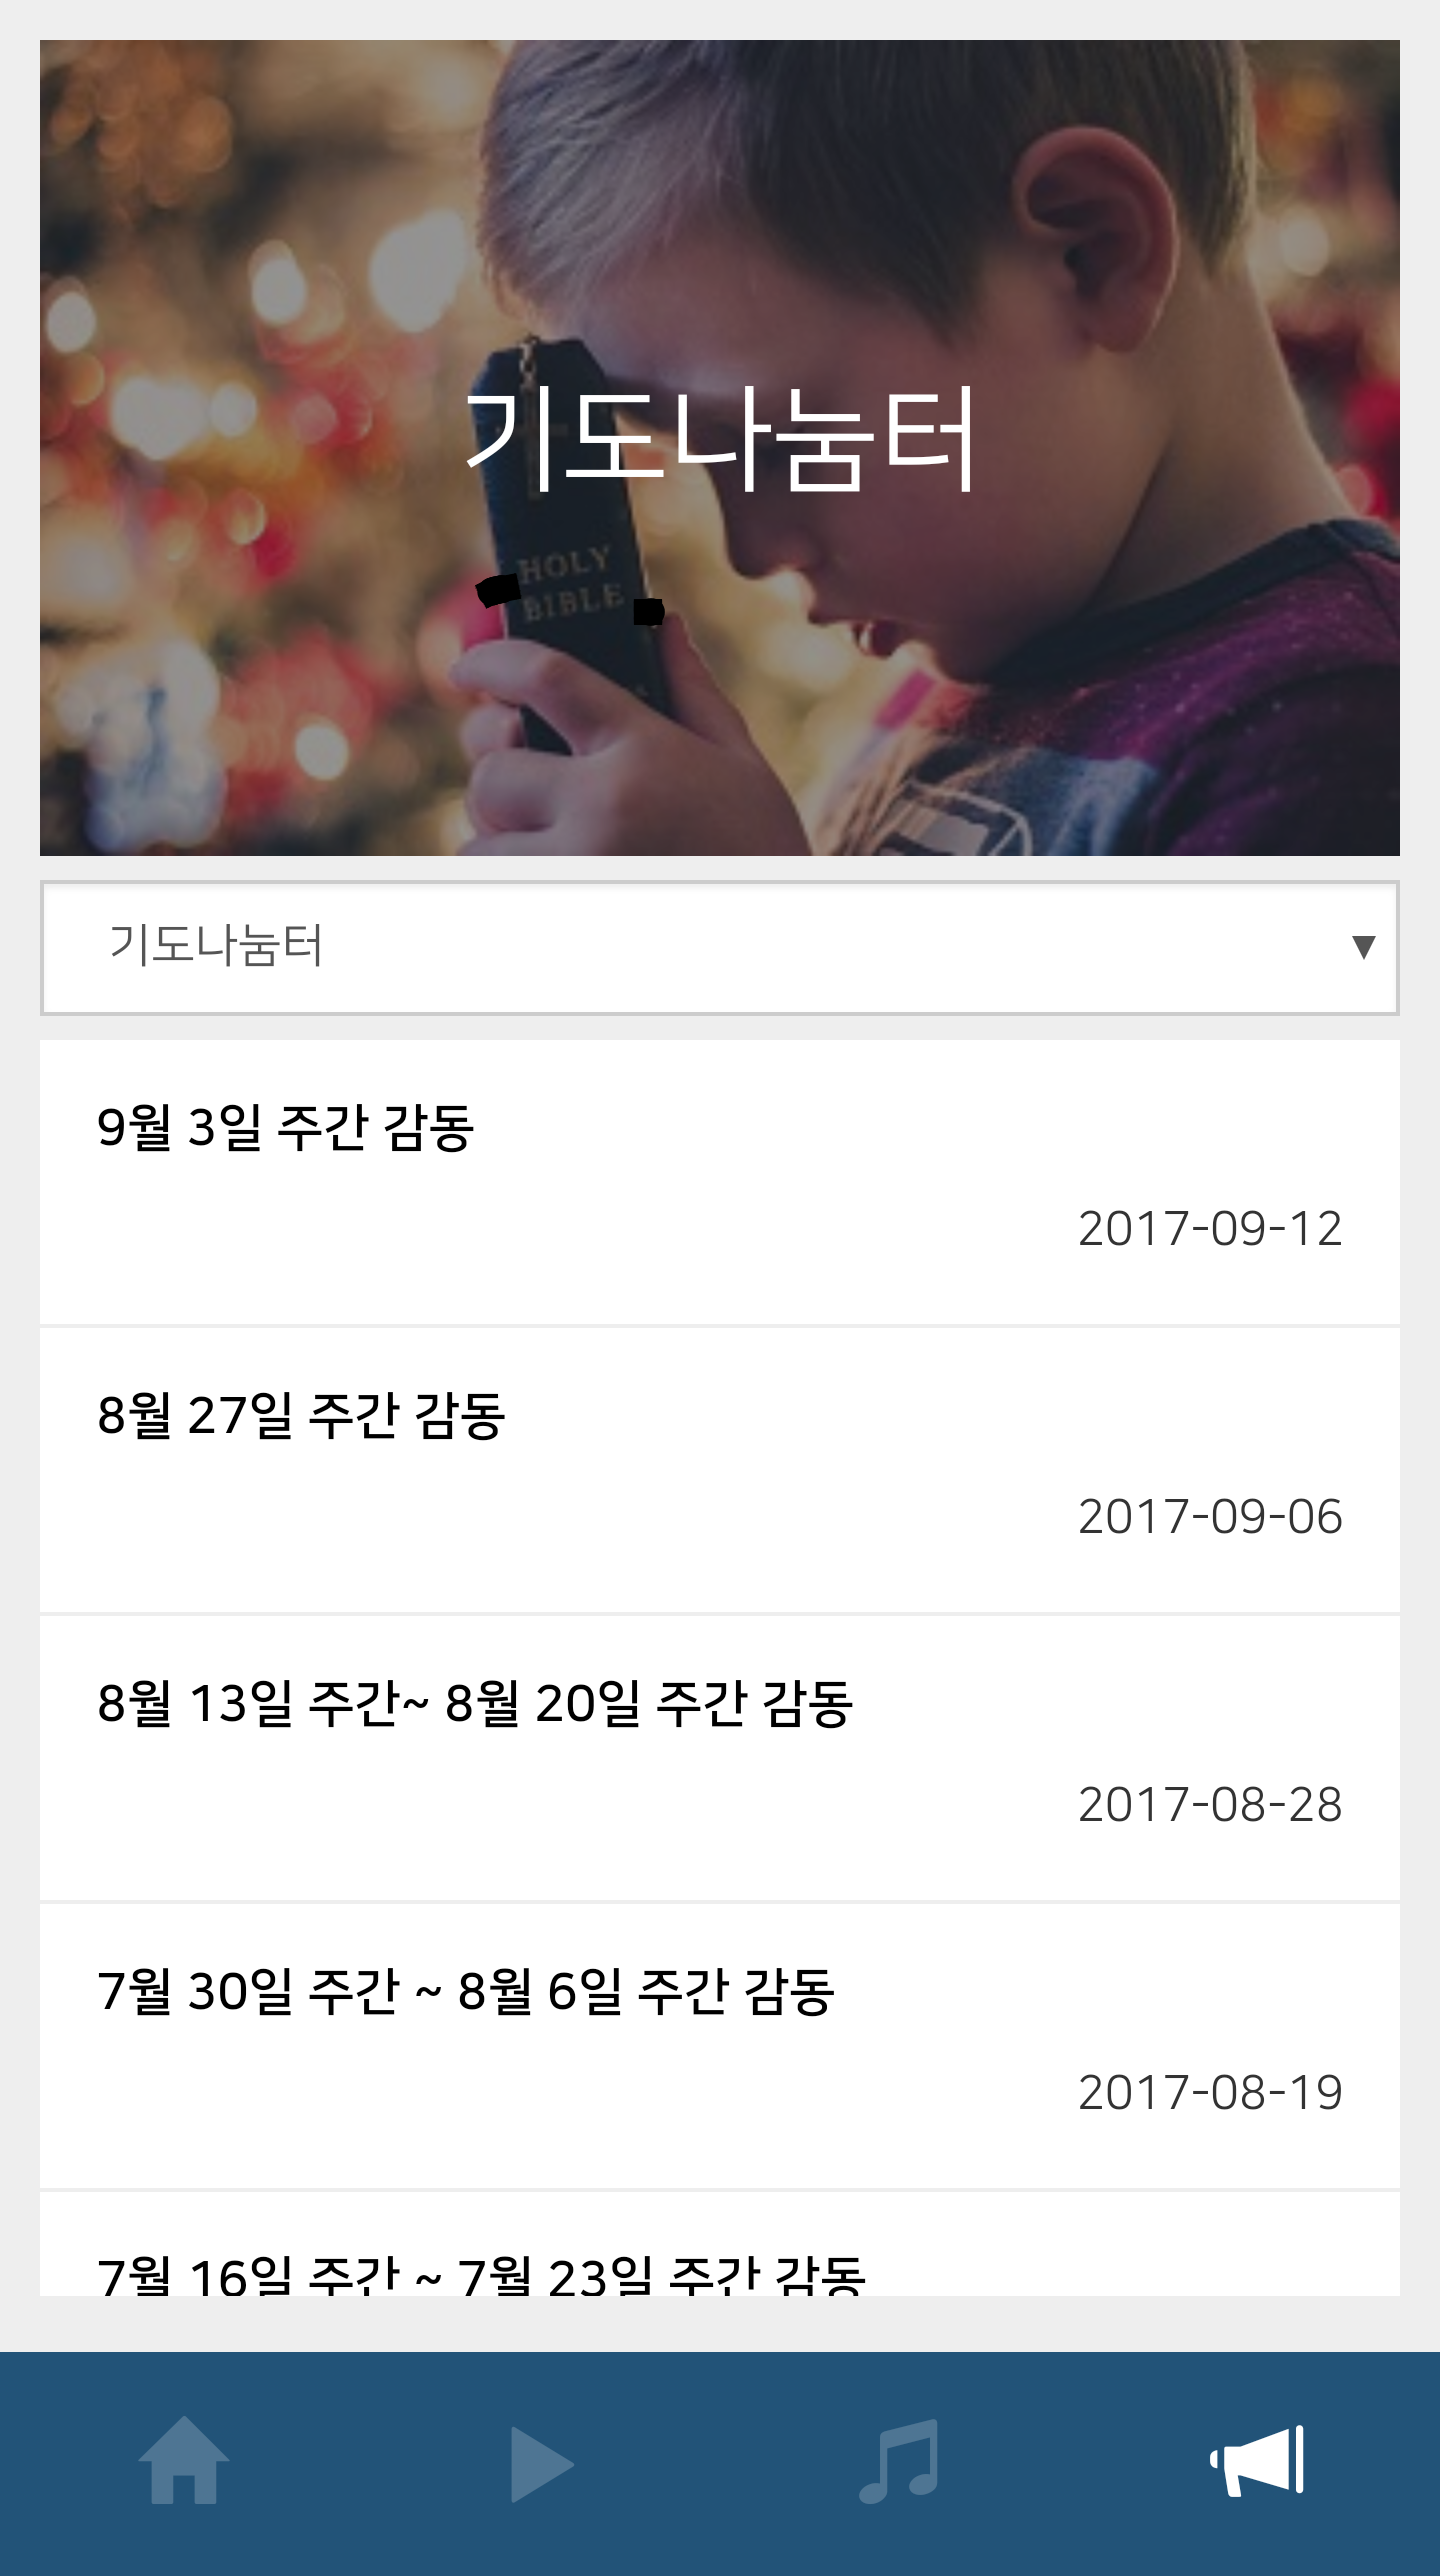 기도나눔터
HOLY
BIBLE
기도나눔터
9월 3일 주간 감동
2017-09-12
8월 27일 주간 감동
2017-09-06
8월 13일 주간~ 8월 20일 주간 감동
2017-08-28
7월 30일 주간 ~ 8월 6일 주간 감동
2017-08-19
7월 16일 주간 ~ 7월 23일 주간 감동